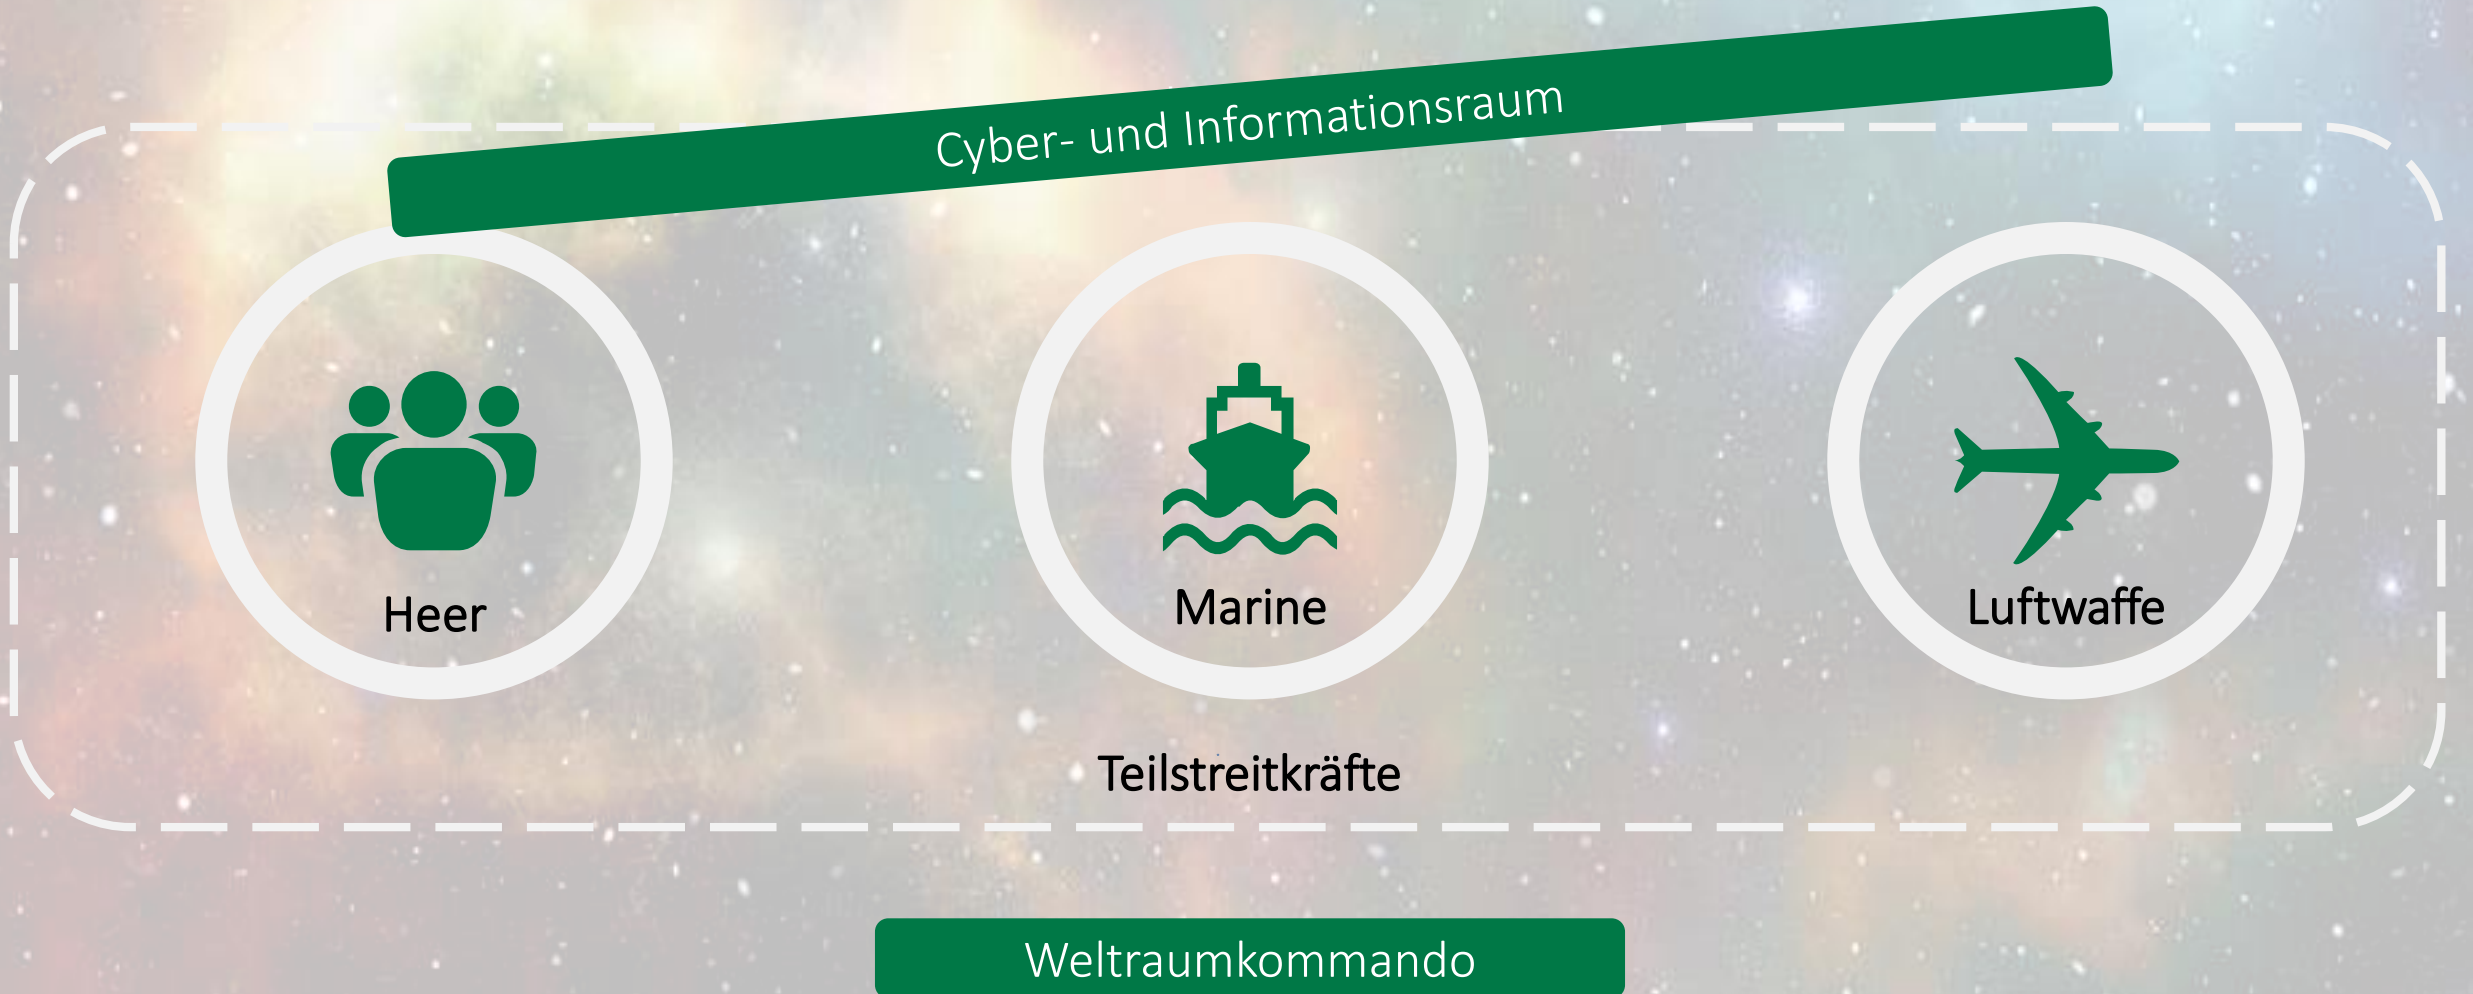 Cyber- und Informationsraum
Heer
Marine
Luftwaffe
Teilstreitkräfte
Weltraumkommando